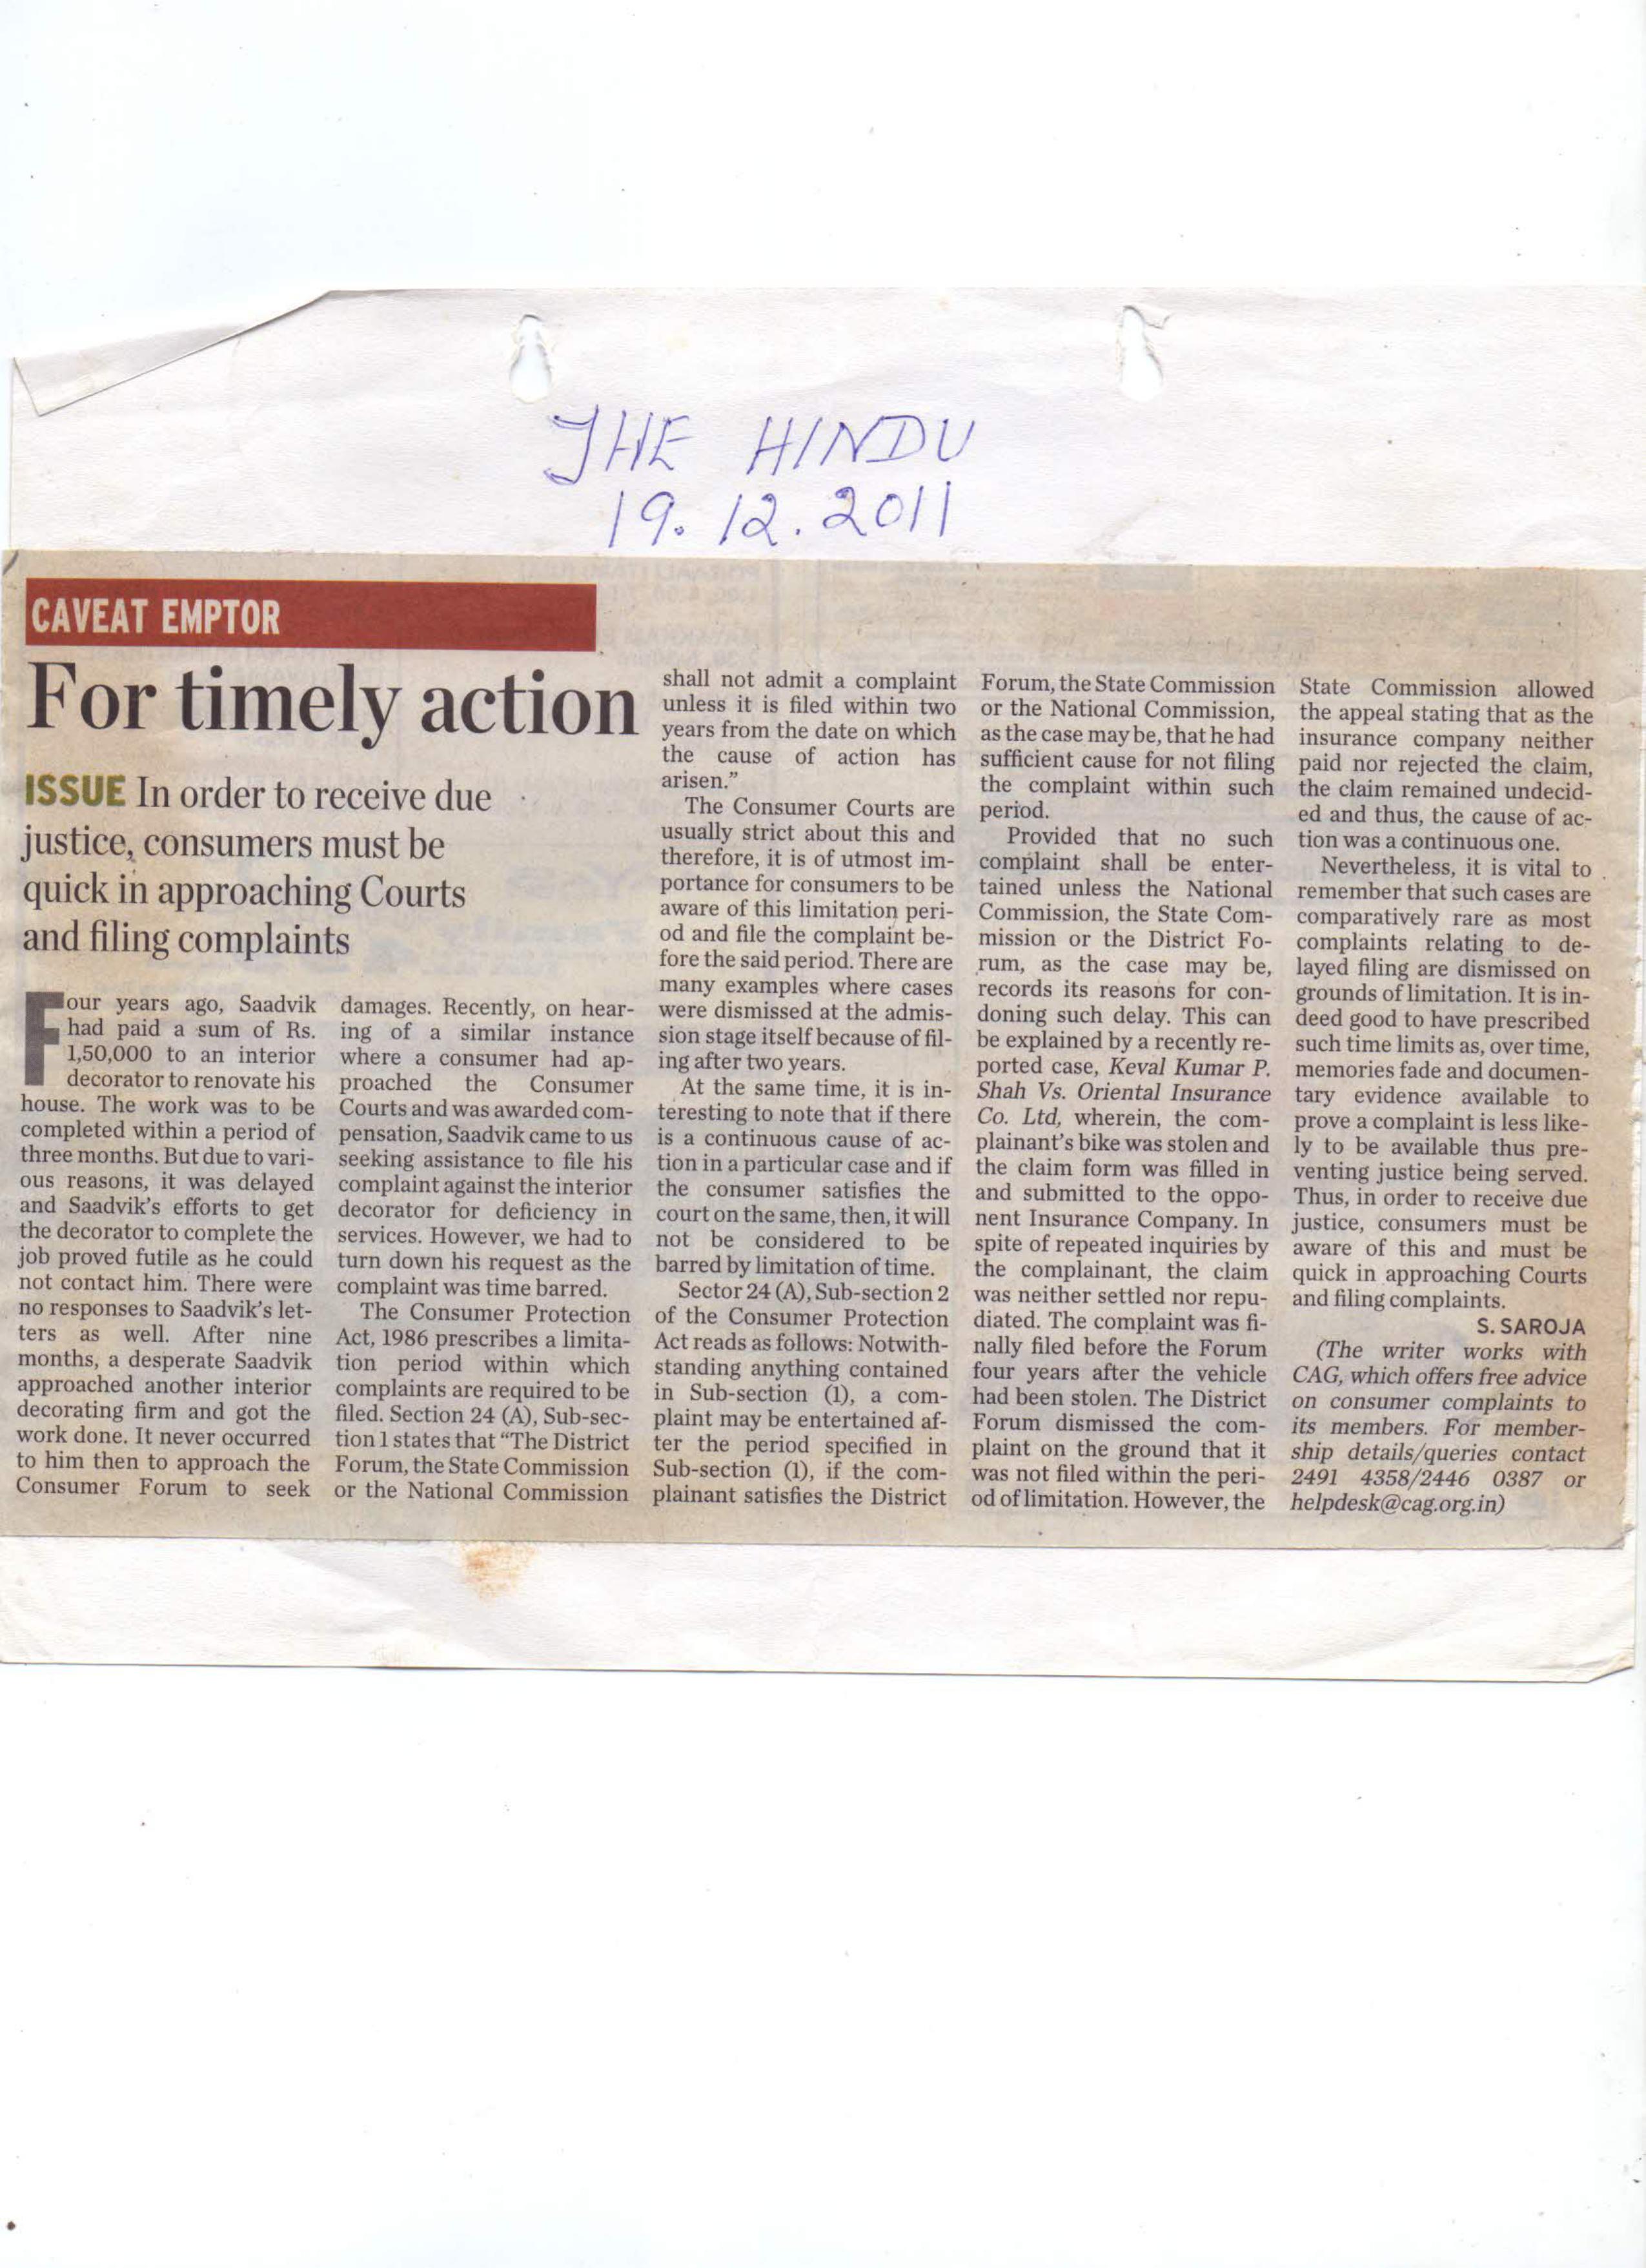 THE HINDU
19.12.2011
CAVEAT EMPTOR
For timely action
ISSUE In order to receive due
justice, consumers must be
quick in approaching Courts
and filing complaints
Four years ago, Saadvik
had paid a sum of Rs.
1,50,000 to an interior
decorator to renovate his
house. The work was to be
completed within a period of
three months. But due to vari-
ous reasons, it was delayed
and Saadvik's efforts to get
the decorator to complete the
job proved futile as he could
not contact him. There were
no responses to Saadvik's let-
ters as well. After nine
months, a desperate Saadvik
approached another interior
decorating firm and got the
work done. It never occurred
to him then to approach the
Consumer Forum to seek
damages. Recently, on hear-
ing of a similar instance
where a consumer had ap-
proached the Consumer
Courts and was awarded com-
pensation, Saadvik came to us
seeking assistance to file his
complaint against the interior
decorator for deficiency in
services. However, we had to
turn down his request as the
complaint was time barred.
The Consumer Protection
Act, 1986 prescribes a limita-
tion period within which
complaints are required to be
filed. Section 24 (A), Sub-sec-
tion 1 states that “The District
Forum, the State Commission
or the National Commission
shall not admit a complaint
unless it is filed within two
years from the date on which
the cause of action has
arisen.”
The Consumer Courts are
usually strict about this and
therefore, it is of utmost im-
portance for consumers to be
aware of this limitation peri-
od and file the complaint be-
fore the said period. There are
many examples where cases
were dismissed at the admis-
sion stage itself because of fil-
ing after two years.
At the same time, it is in-
teresting to note that if there
is a continuous cause of ac-
tion in a particular case and if
the consumer satisfies the
court on the same, then, it will
not be considered to be
barred by limitation of time.
Sector 24 (A), Sub-section 2
of the Consumer Protection
Act reads as follows: Notwith-
standing anything contained
in Sub-section (1), a com-
plaint may be entertained af-
ter the period specified in
Sub-section (1), if the com-
plainant satisfies the District
Forum, the State Commission
or the National Commission,
as the case may be, that he had
sufficient cause for not filing
the complaint within such
period.
Provided that no such
complaint shall be enter-
tained unless the National
Commission, the State Com-
mission or the District Fo-
rum, as the case may be,
records its reasons for con-
doning such delay. This can
be explained by a recently re-
ported case, Keval Kumar P.
Shah Vs. Oriental Insurance
Co. Ltd, wherein, the com-
plainant's bike was stolen and
the claim form was filled in
and submitted to the oppo-
nent Insurance Company. In
spite of repeated inquiries by
the complainant, the claim
was neither settled nor repu-
diated. The complaint was fi-
nally filed before the Forum
four years after the vehicle
had been stolen. The District
Forum dismissed the com-
plaint on the ground that it
was not filed within the peri-
od of limitation. However, the
State Commission allowed
the appeal stating that as the
insurance company neither
paid nor rejected the claim,
the claim remained undecid-
ed and thus, the cause of ac-
tion was a continuous one.
Nevertheless, it is vital to
remember that such cases are
comparatively rare as most
complaints relating to de-
layed filing are dismissed on
grounds of limitation. It is in-
deed good to have prescribed
such time limits as, over time,
memories fade and documen-
tary evidence available to
prove a complaint is less like-
ly to be available thus pre-
venting justice being served.
Thus, in order to receive due
justice, consumers must be
aware of this and must be
quick in approaching Courts
and filing complaints.
S. SAROJA
(The writer works with
CAG, which offers free advice
on consumer complaints to
its members. For member-
ship details/queries contact
2491 4358/2446 0387 or
helpdesk@cag.org.in)